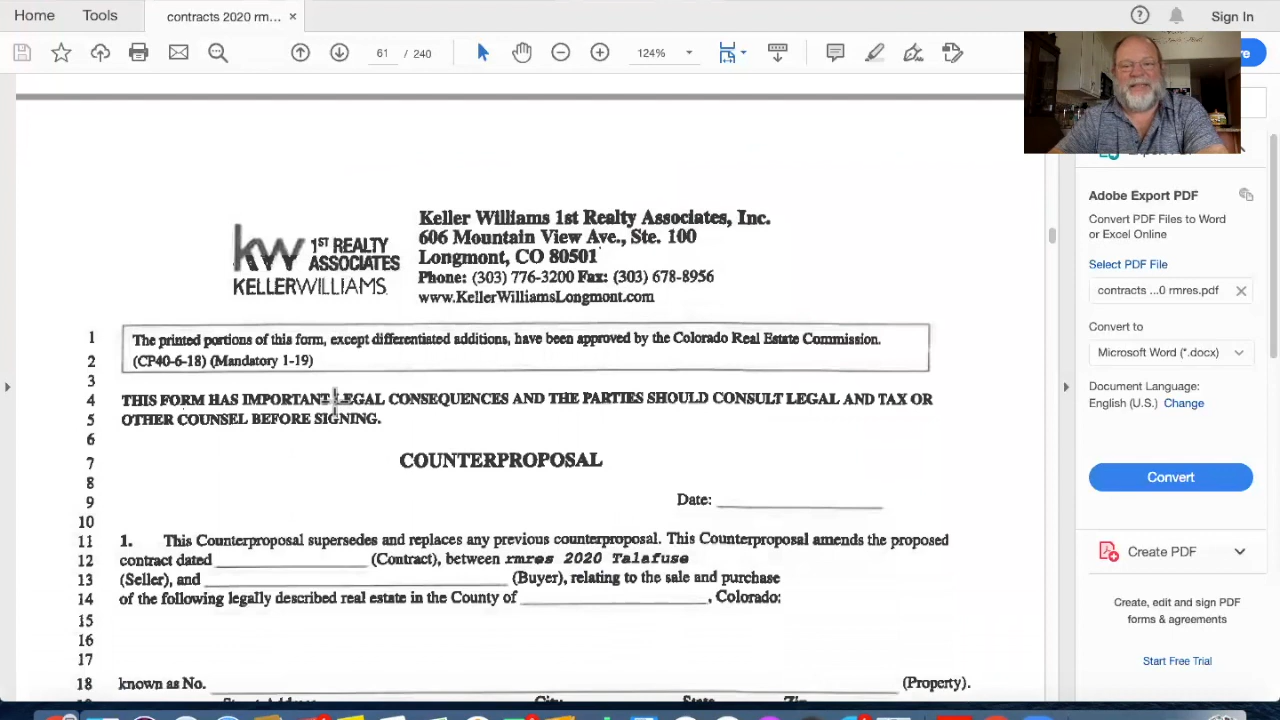 Home
Tools
contracts 2020 rm... ×
Sign In
61 / 240
124%
kw 1ST REALTY
ASSOCIATES
KELLERWILLIAMS.
Keller Williams 1st Realty Associates, Inc.
606 Mountain View Ave., Ste. 100
Longmont, CO 80501
Phone: (303) 776-3200 Fax: (303) 678-8956
www.KellerWilliamsLongmont.com
1 The printed portions of this form, except differentiated additions, have been approved by the Colorado Real Estate Commission.
2 (CP40-6-18) (Mandatory 1-19)
3
4 THIS FORM HAS IMPORTANT LEGAL CONSEQUENCES AND THE PARTIES SHOULD CONSULT LEGAL AND TAX OR
5 OTHER COUNSEL BEFORE SIGNING.
6
7 COUNTERPROPOSAL
8
9 Date:
10
11 1. This Counterproposal supersedes and replaces any previous counterproposal. This Counterproposal amends the proposed
12 contract dated (Contract), between rmres 2020 Talafuse
13 (Seller), and (Buyer), relating to the sale and purchase
14 of the following legally described real estate in the County of , Colorado:
15
16
17
18 known as No. (Property).
Street Address City State Zip
Adobe Export PDF
Convert PDF Files to Word
or Excel Online
Select PDF File
contracts ...0 rmres.pdf
Convert to
Microsoft Word (*.docx)
Document Language:
English (U.S.) Change
Convert
Create PDF
Create, edit and sign PDF
forms & agreements
Start Free Trial